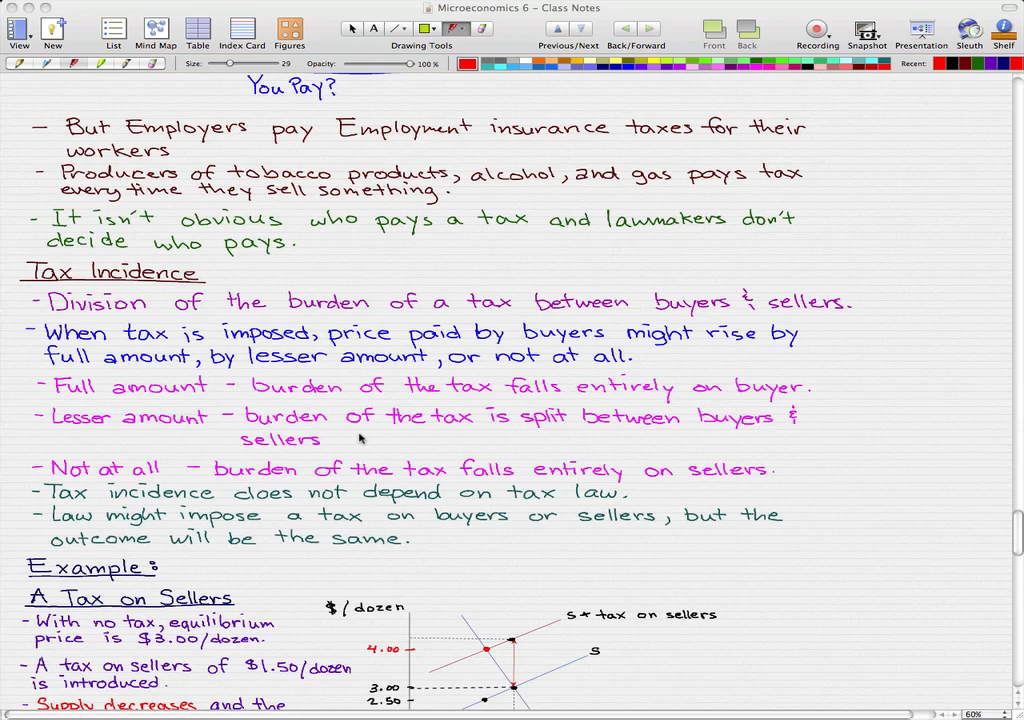 Microeconomics 6 – Class Notes
View New List Mind Map Table Index Card Figures Drawing Tools Previous/Next Back/Forward Front Back Recording Snapshot Presentation Sleuth Shelf
Size: 29 Opacity: 100 % Recent:
You Pay?
- But Employers pay Employment insurance taxes for their
workers
- Producers of tobacco products, alcohol, and gas pays tax
every time they sell something.
- It isn't obvious who pays a tax and lawmakers don't
decide who pays.
Tax Incidence
- Division of the burden of a tax between buyers & sellers.
- When tax is imposed, price paid by buyers might rise by
full amount, by lesser amount, or not at all.
- Full amount - burden of the tax falls entirely on buyer.
- Lesser amount - burden of the tax is split between buyers &
sellers
- Not at all - burden of the tax falls entirely on sellers.
- Tax incidence does not depend on tax law.
- Law might impose a tax on buyers or sellers, but the
outcome will be the same.
Example:
A Tax on Sellers
$/dozen
S + tax on sellers
- With no tax, equilibrium
price is $3.00/dozen.
4.00
S
- A tax on sellers of $1.50/dozen
is introduced.
3.00
2.50
- Supply decreases and the
60%